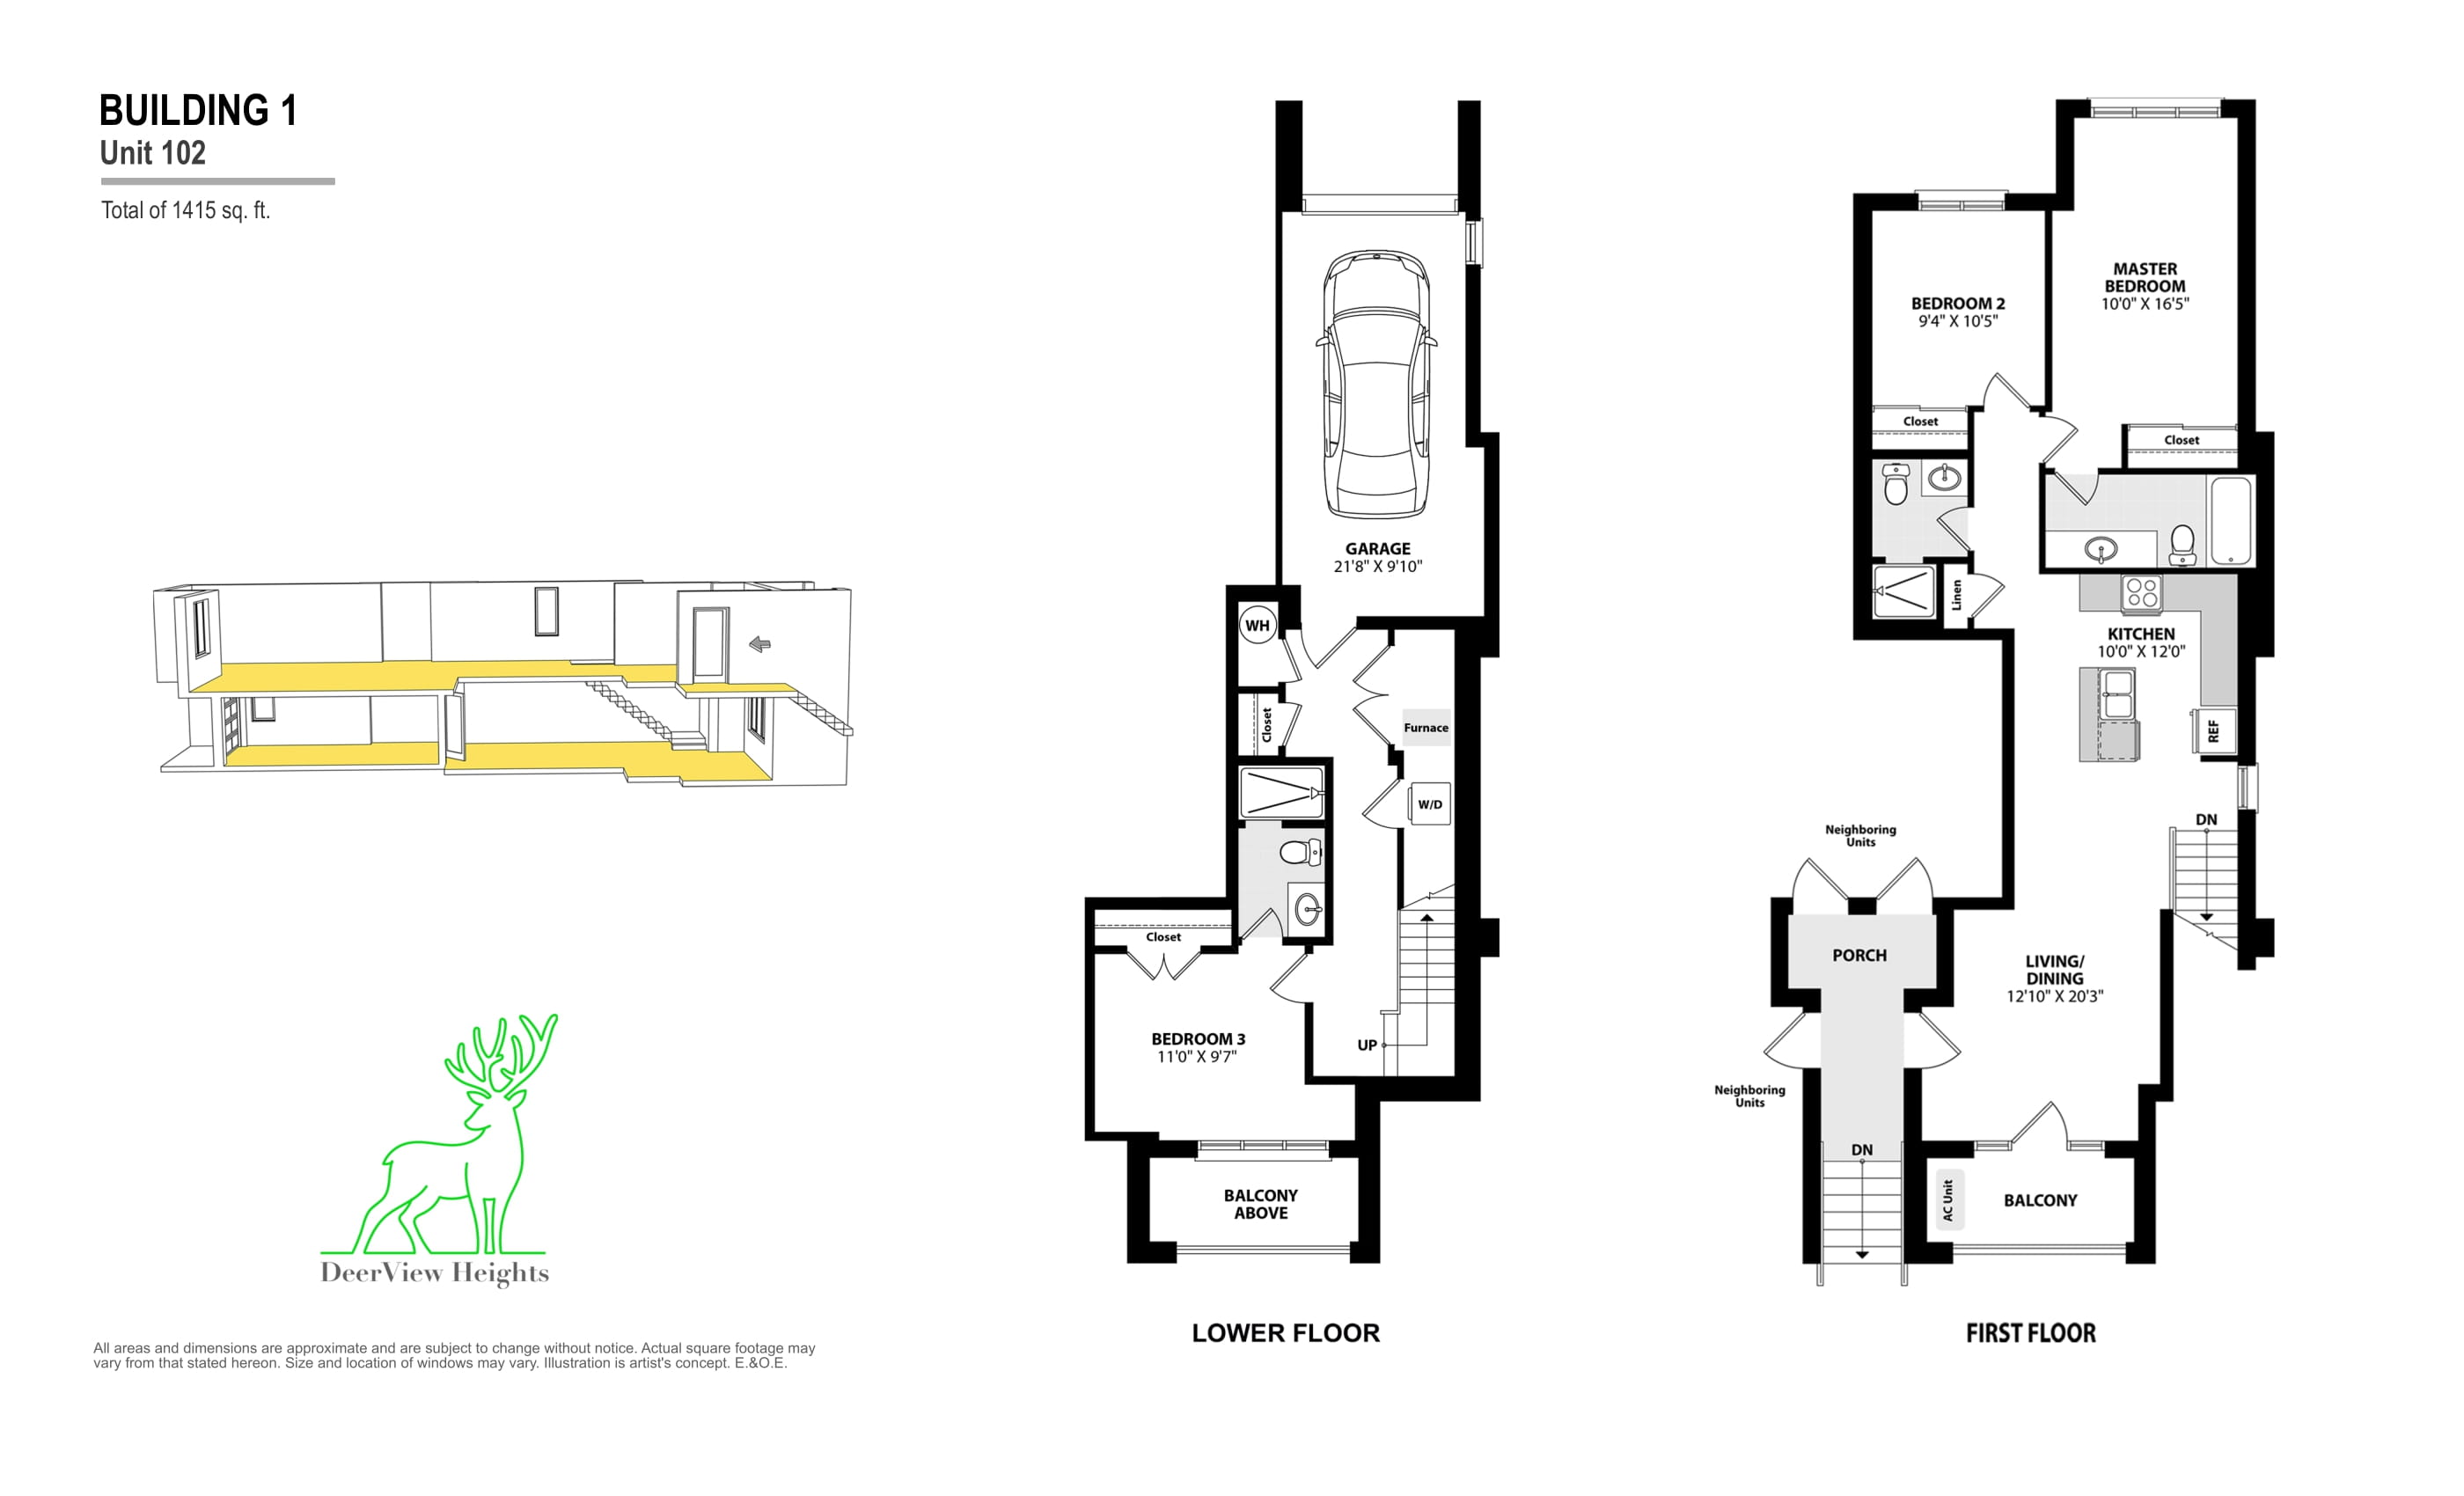 BUILDING 1
Unit 102
Total of 1415 sq. ft.
DeerView Heights
All areas and dimensions are approximate and are subject to change without notice. Actual square footage may
vary from that stated hereon. Size and location of windows may vary. Illustration is artist's concept. E.&O.E.
GARAGE
21'8" X 9'10"
WH
Closet
Furnace
W/D
Closet
BEDROOM 3
11'0" X 9'7"
UP
BALCONY
ABOVE
LOWER FLOOR
MASTER
BEDROOM
10'0" X 16'5"
BEDROOM 2
9'4" X 10'5"
Closet
Closet
Linen
KITCHEN
10'0" X 12'0"
REF
DN
Neighboring
Units
PORCH
LIVING/
DINING
12'10" X 20'3"
Neighboring
Units
DN
AC Unit
BALCONY
FIRST FLOOR